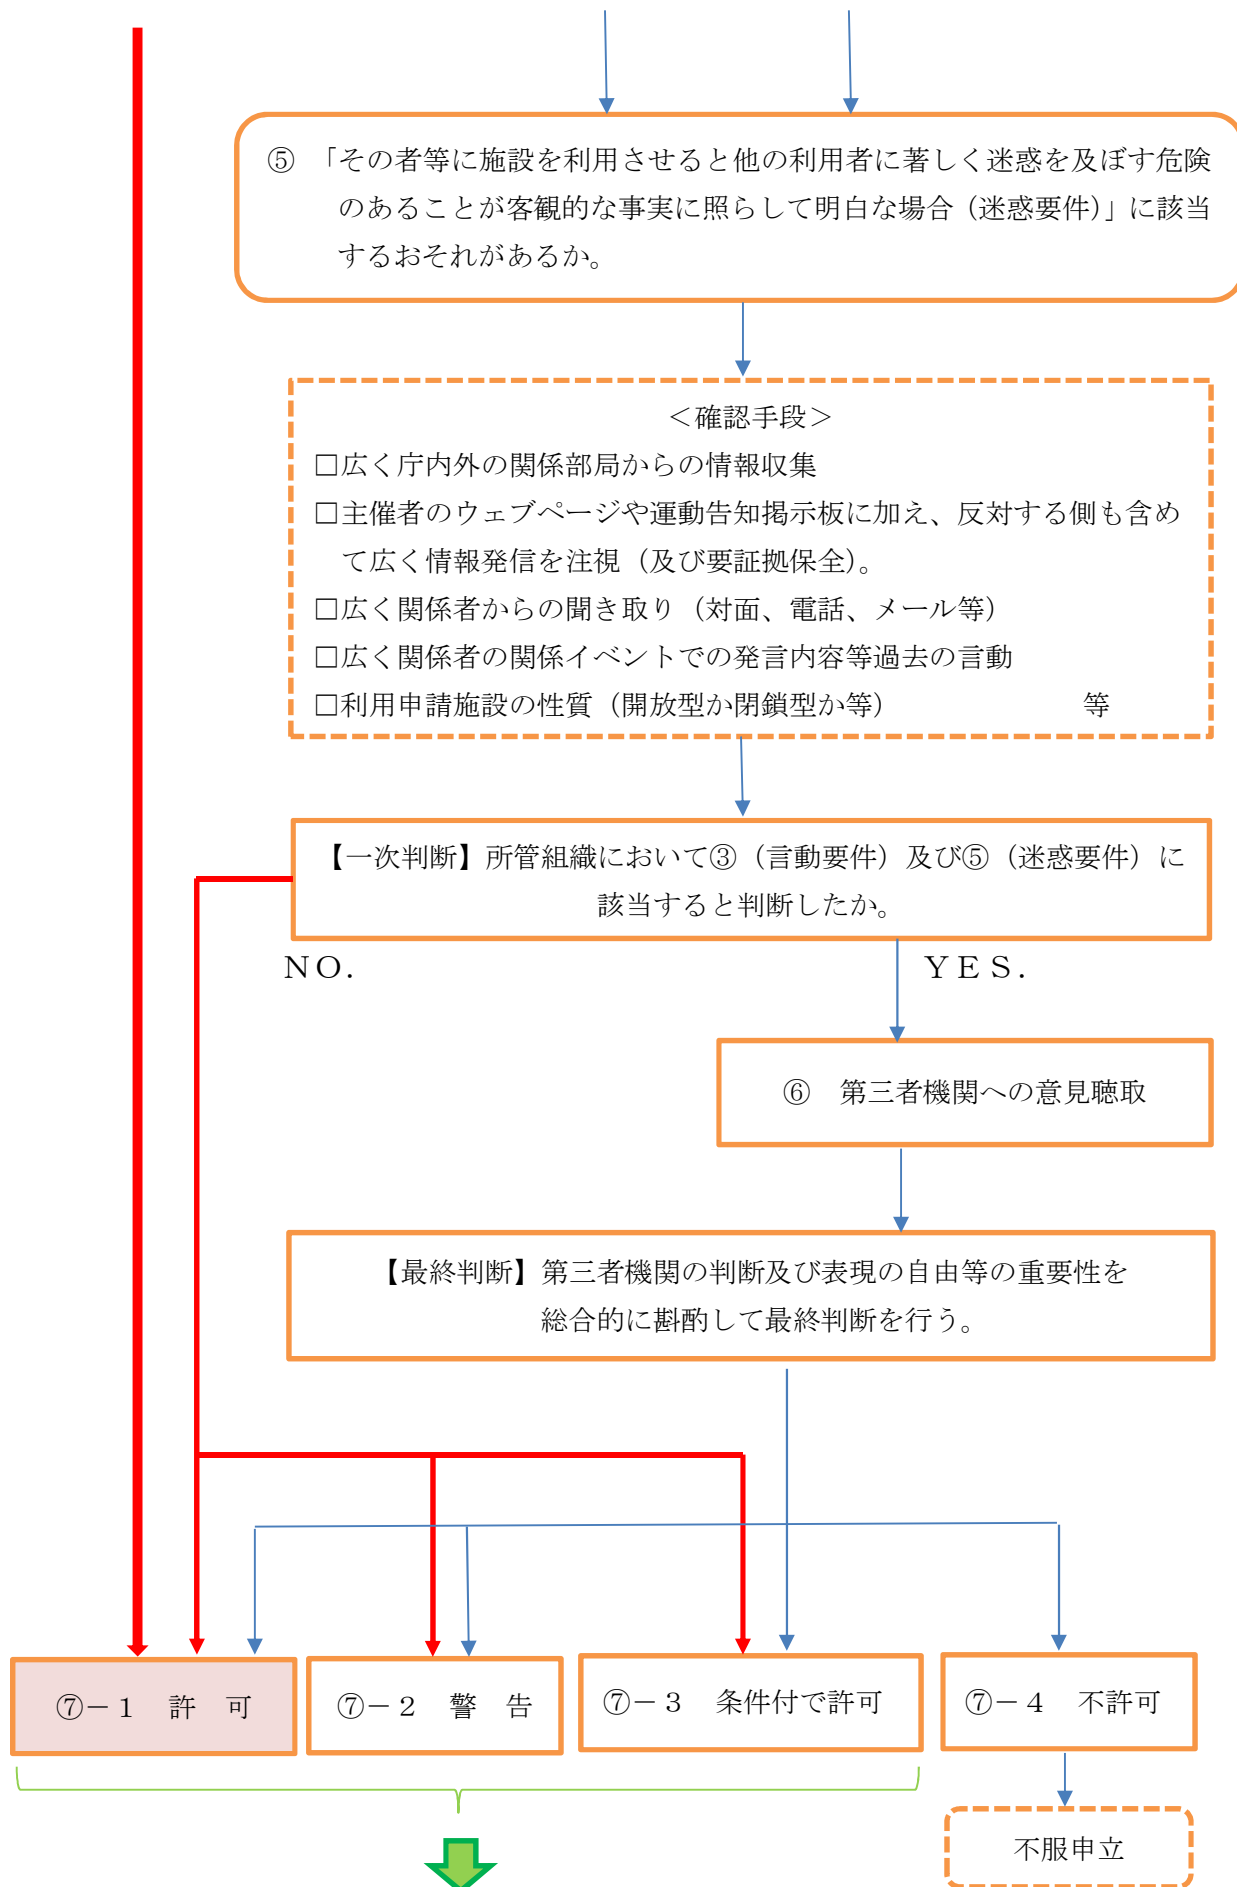 ⑤ 「その者等に施設を利用させると他の利用者に著しく迷惑を及ぼす危険
のあることが客観的な事実に照らして明白な場合（迷惑要件）」に該当
するおそれがあるか。
＜確認手段＞
□広く庁内外の関係部局からの情報収集
□主催者のウェブページや運動告知掲示板に加え、反対する側も含め
て広く情報発信を注視（及び要証拠保全）。
□広く関係者からの聞き取り（対面、電話、メール等）
□広く関係者の関係イベントでの発言内容等過去の言動
□利用申請施設の性質（開放型か閉鎖型か等） 等
【一次判断】所管組織において③（言動要件）及び⑤（迷惑要件）に
該当すると判断したか。
ＮＯ. ＹＥＳ.
⑥ 第三者機関への意見聴取
【最終判断】第三者機関の判断及び表現の自由等の重要性を
総合的に斟酌して最終判断を行う。
⑦－１ 許 可 ⑦－２ 警 告 ⑦－３ 条件付で許可 ⑦－４ 不許可
不服申立